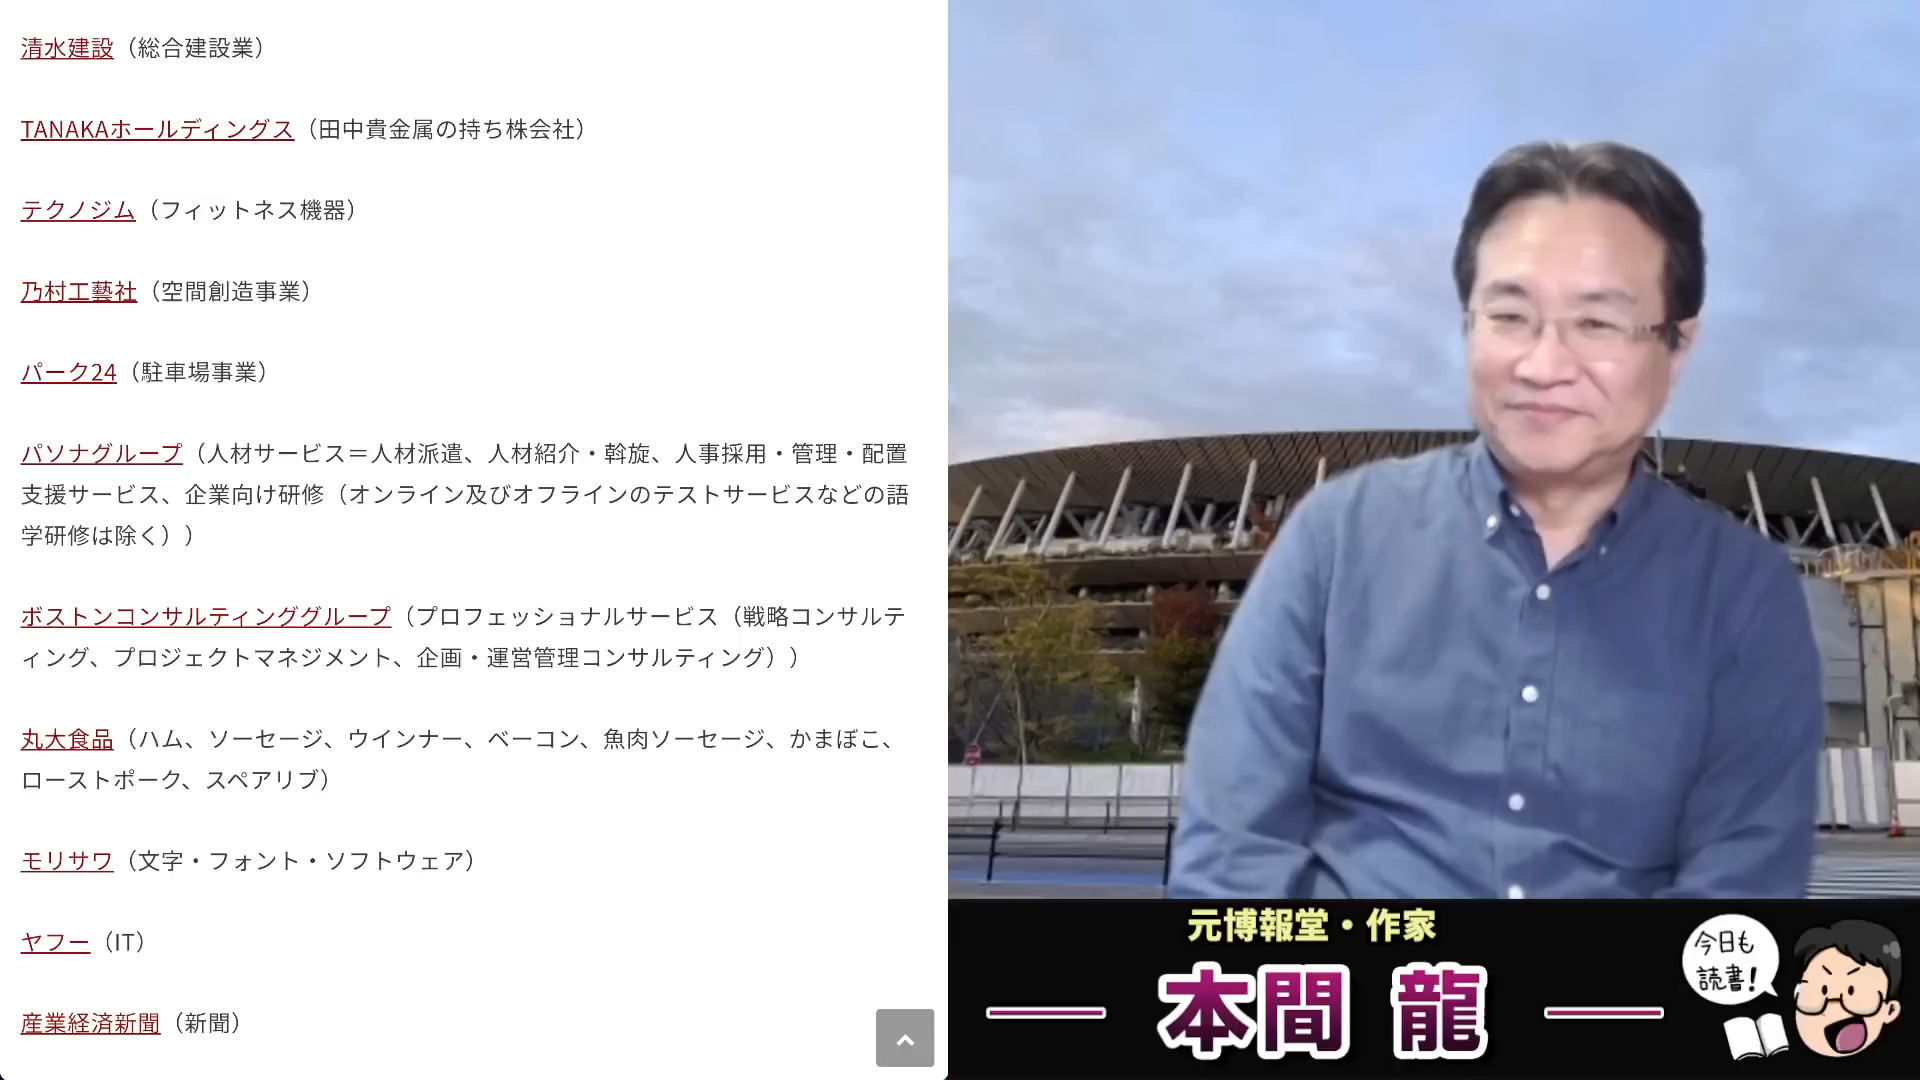 清水建設（総合建設業）
TANAKAホールディングス（田中貴金属の持ち株会社）
テクノジム（フィットネス機器）
乃村工藝社（空間創造事業）
パーク24（駐車場事業）
パソナグループ（人材サービス＝人材派遣、人材紹介・斡旋、人事採用・管理・配置
支援サービス、企業向け研修（オンライン及びオフラインのテストサービスなどの語
学研修は除く））
ボストンコンサルティンググループ（プロフェッショナルサービス（戦略コンサルテ
ィング、プロジェクトマネジメント、企画・運営管理コンサルティング））
丸大食品（ハム、ソーセージ、ウインナー、ベーコン、魚肉ソーセージ、かまぼこ、
ローストポーク、スペアリブ）
モリサワ（文字・フォント・ソフトウェア）
ヤフー（IT）
産業経済新聞（新聞）
元博報堂・作家
本間 龍
今日も
読書!